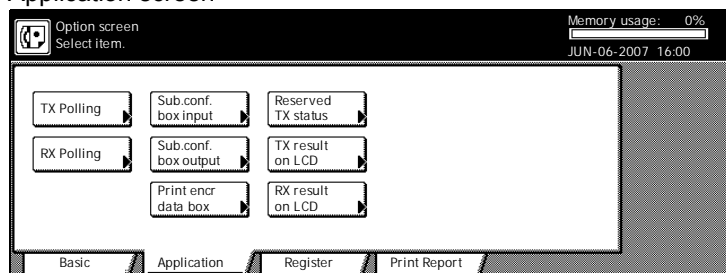 Application screen
Option screen
Select item.
Memory usage: 0%
JUN-06-2007 16:00
TX Polling
Sub.conf.
box input
Reserved
TX status
RX Polling
Sub.conf.
box output
TX result
on LCD
Print encr
data box
RX result
on LCD
Basic
Application
Register
Print Report